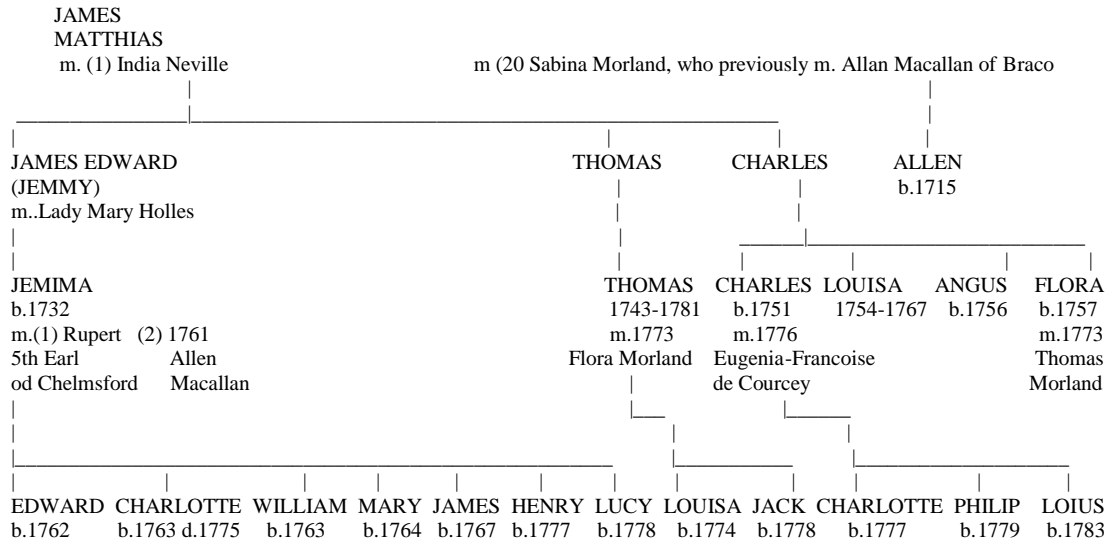 JAMES
MATTHIAS
m. (1) India Neville m (20 Sabina Morland, who previously m. Allan Macallan of Braco
JAMES EDWARD THOMAS CHARLES ALLEN
(JEMMY) b.1715
m..Lady Mary Holles
JEMIMA THOMAS CHARLES LOUISA ANGUS FLORA
b.1732 1743-1781 b.1751 1754-1767 b.1756 b.1757
m.(1) Rupert (2) 1761 m.1773 m.1776 m.1773
5th Earl Allen Flora Morland Eugenia-Francoise Thomas
od Chelmsford Macallan de Courcey Morland
EDWARD CHARLOTTE WILLIAM MARY JAMES HENRY LUCY LOUISA JACK CHARLOTTE PHILIP LOIUS
b.1762 b.1763 d.1775 b.1763 b.1764 b.1767 b.1777 b.1778 b.1774 b.1778 b.1777 b.1779 b.1783